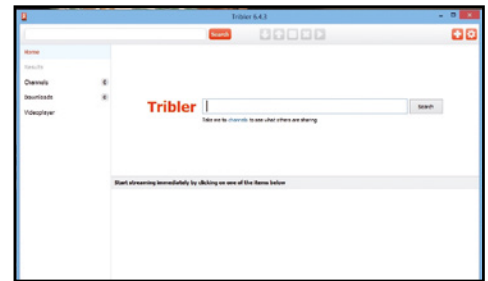 Tribler 6.4.3
Search
Home
Results
Channels
Downloads
Videoplayer
Tribler
Search
Take me to channels to see what others are sharing
Start streaming immediately by clicking on one of the items below